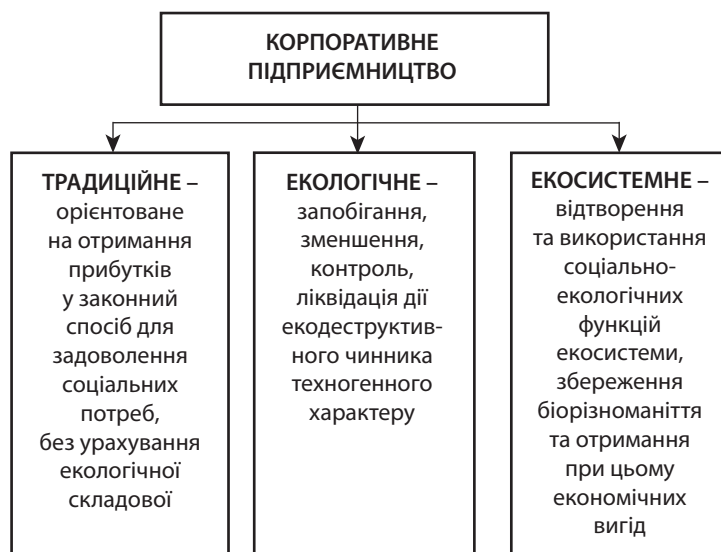 КОРПОРАТИВНЕ
ПІДПРИЄМНИЦТВО
ТРАДИЦІЙНЕ –
орієнтоване
на отримання
прибутків
у законний
спосіб для
задоволення
соціальних
потреб,
без урахування
екологічної
складової
ЕКОЛОГІЧНЕ –
запобігання,
зменшення,
контроль,
ліквідація дії
екодеструктив-
ного чинника
техногенного
характеру
ЕКОСИСТЕМНЕ –
відтворення
та використання
соціально-
екологічних
функцій
екосистеми,
збереження
біорізноманіття
та отримання
при цьому
економічних
вигід